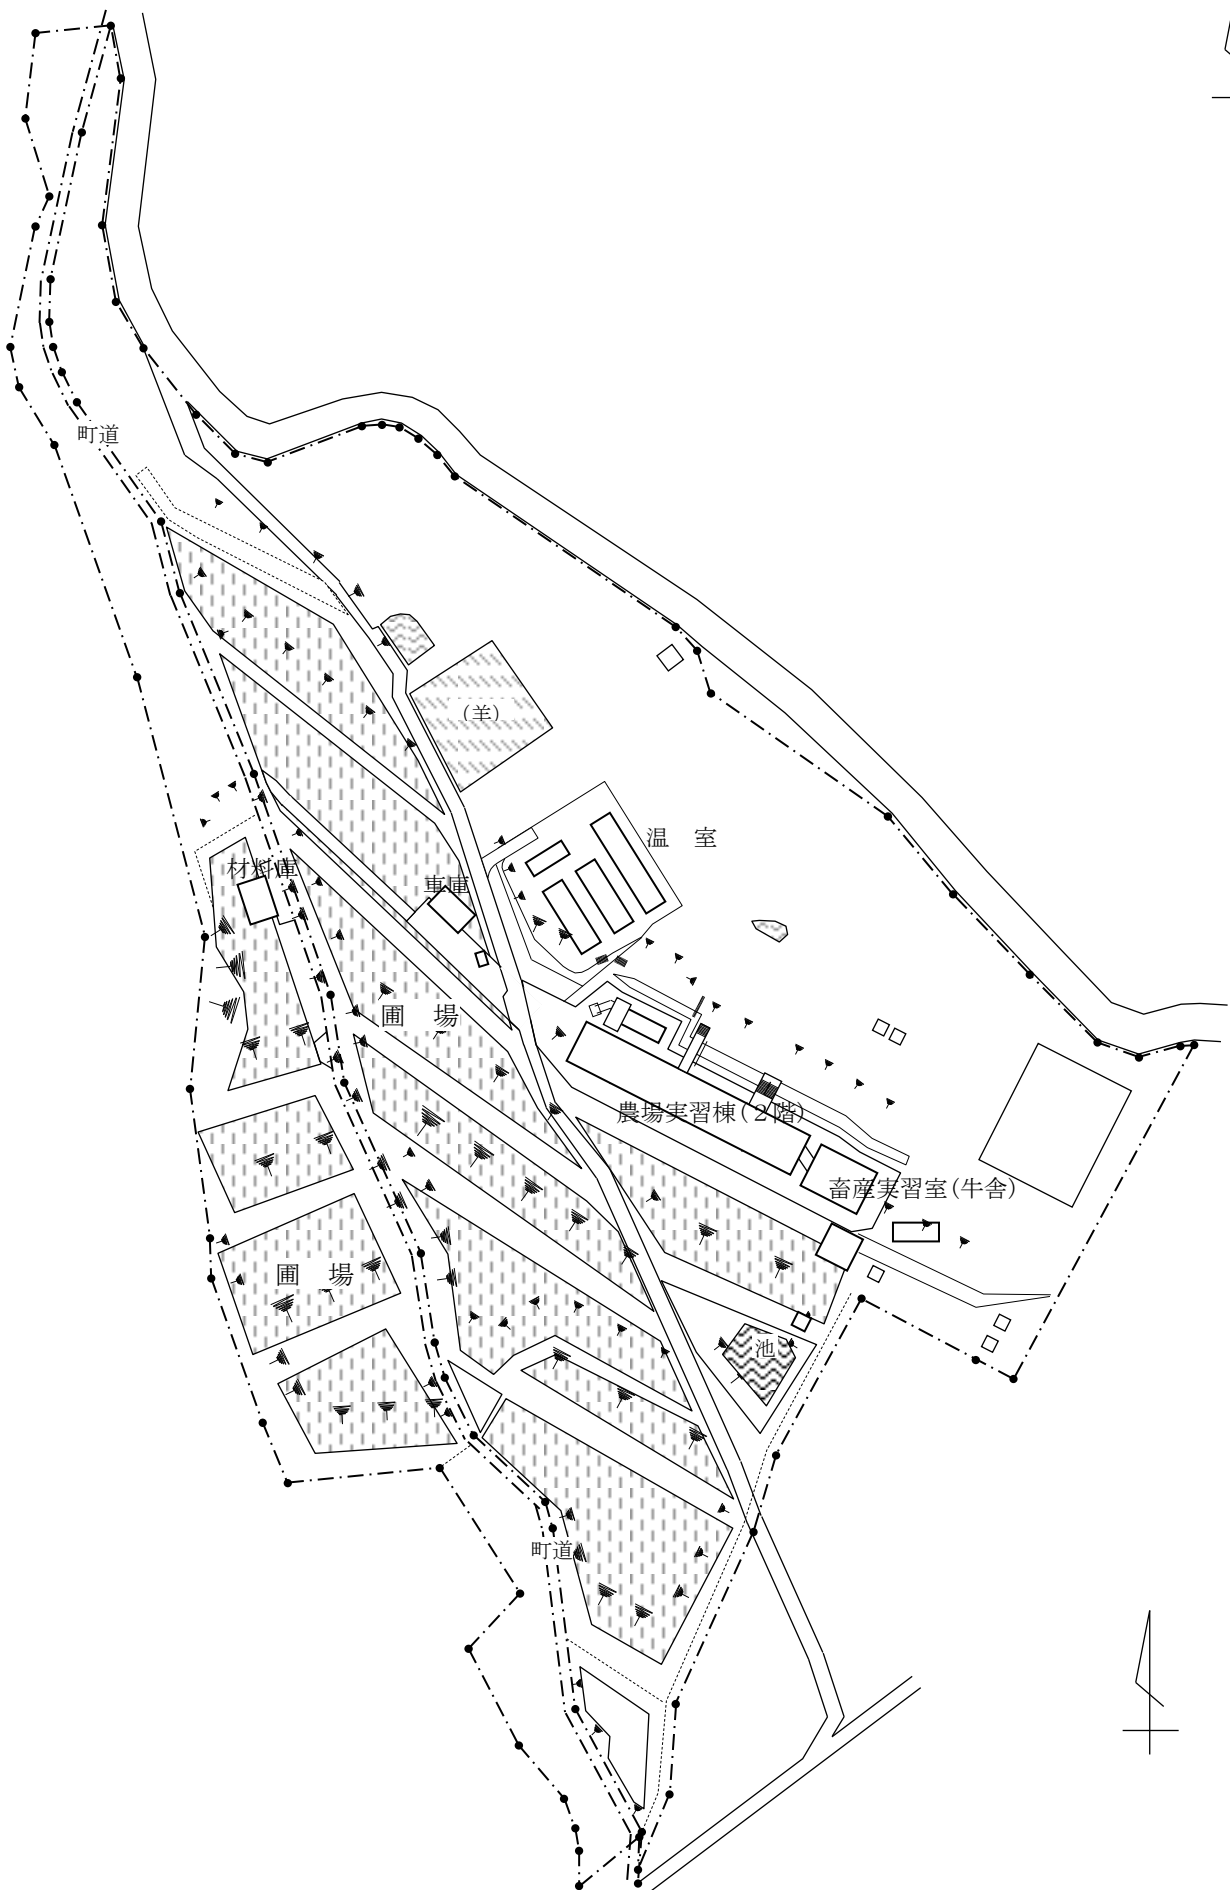 町道
(羊)
温　室
材料庫
車庫
圃　場
農場実習棟(２階)
畜産実習室(牛舎)
圃　場
池
町道